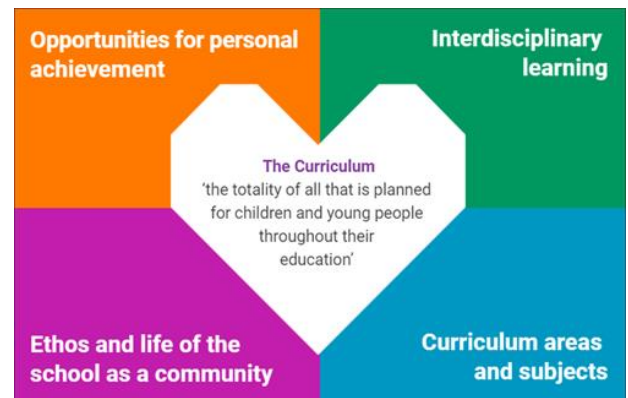 Opportunities for personal
achievement
Interdisciplinary
learning
The Curriculum
‘the totality of all that is planned
for children and young people
throughout their
education’
Ethos and life of the
school as a community
Curriculum areas
and subjects